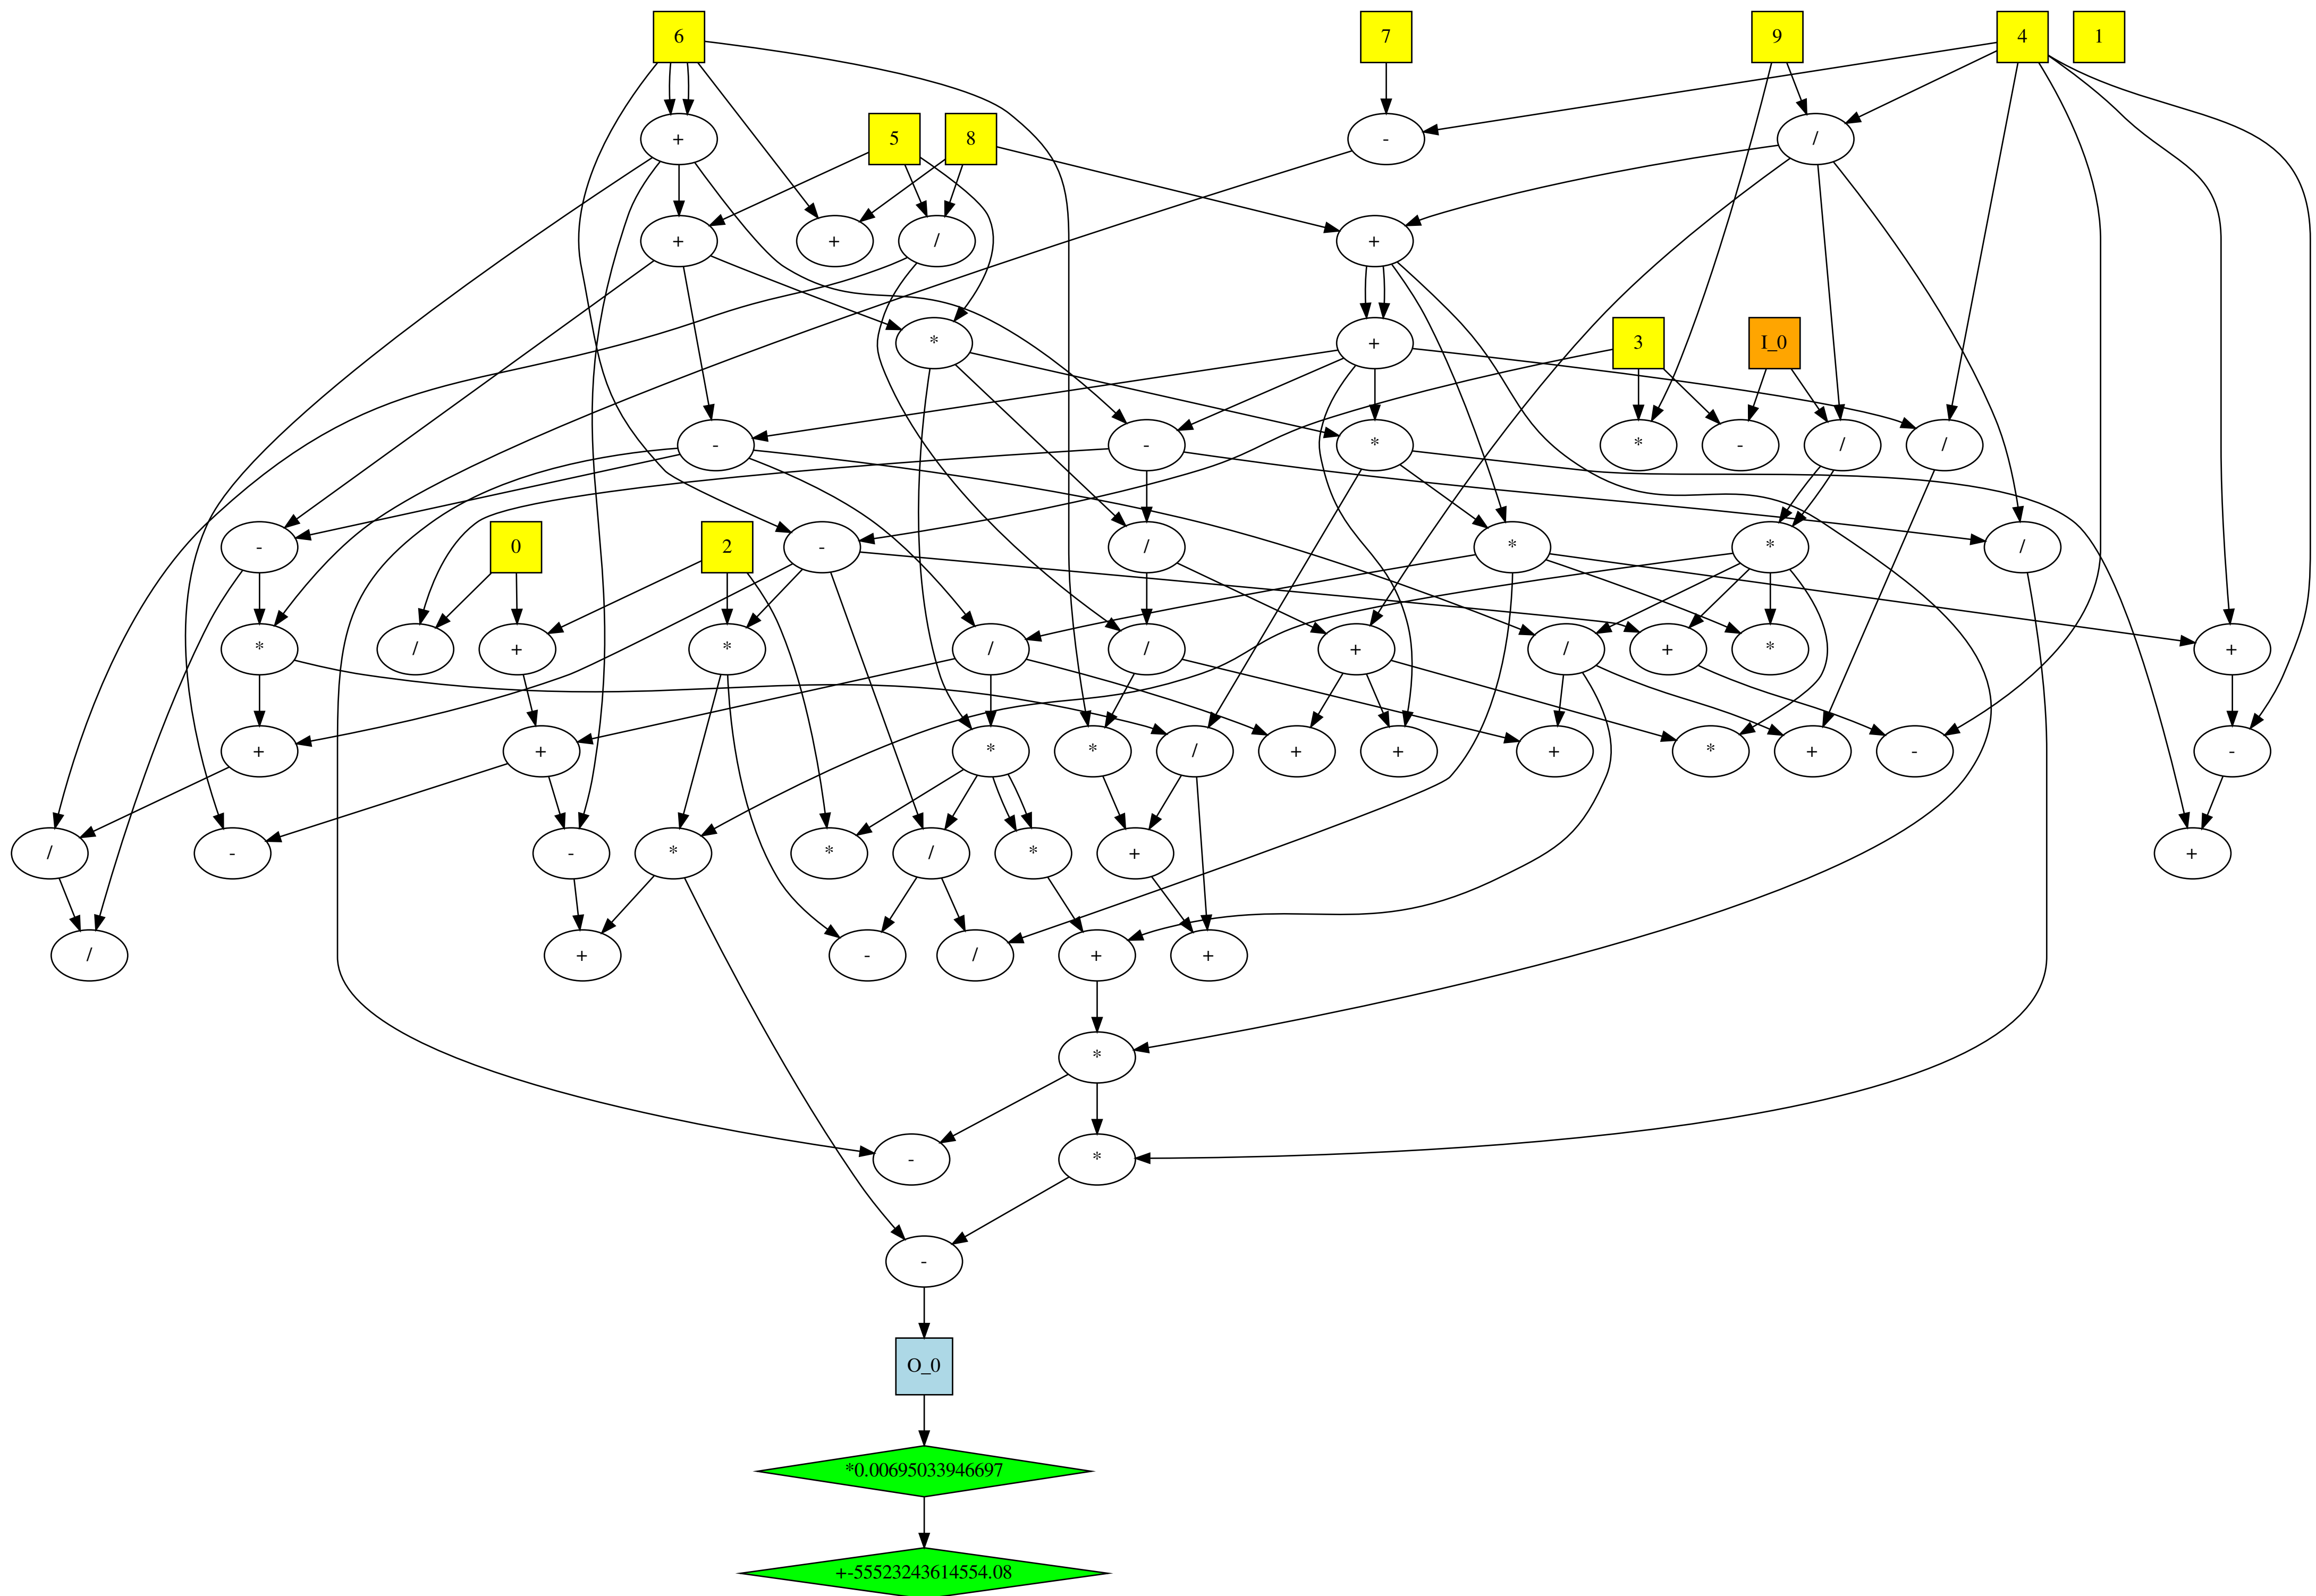 6 7 9 4 1
+ 5 8 - /
+ + / +
* + 3 I_0
- - * * - / /
- 0 2 - / * * /
* / + * / / + / + * +
+ + * * / + + + * + - -
/ - - * * / * + +
/ + - / + +
*
- *
-
O_0
*0.00695033946697
+-55523243614554.08